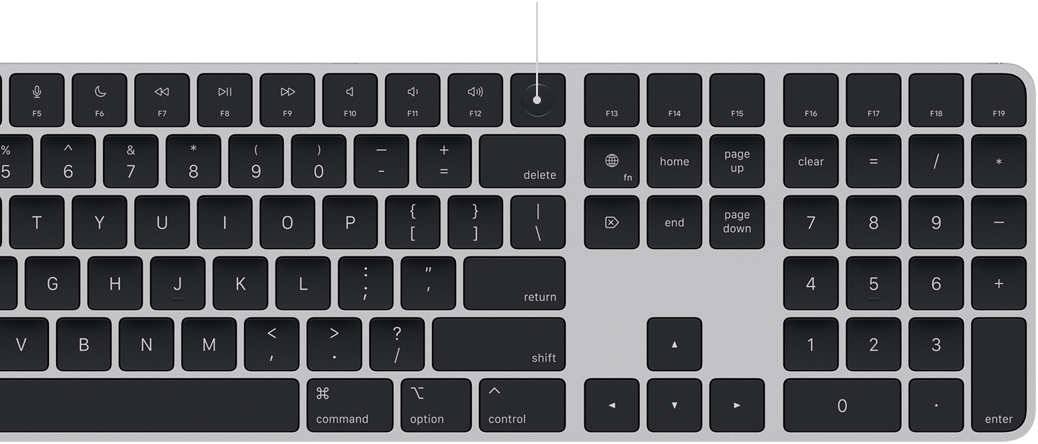 F5 F6 F7 F8 F9 F10 F11 F12 F13 F14 F15 F16 F17 F18 F19
% ^ & * ( ) — +
5 6 7 8 9 0 - = delete fn home page up clear = / *
T Y U I O P { [ } ] | \ end page down 7 8 9 −
G H J K L : ; " ' return 4 5 6 +
V B N M < , > . ? / shift 1 2 3
⌘ ⌥ ^
command option control 0 . enter